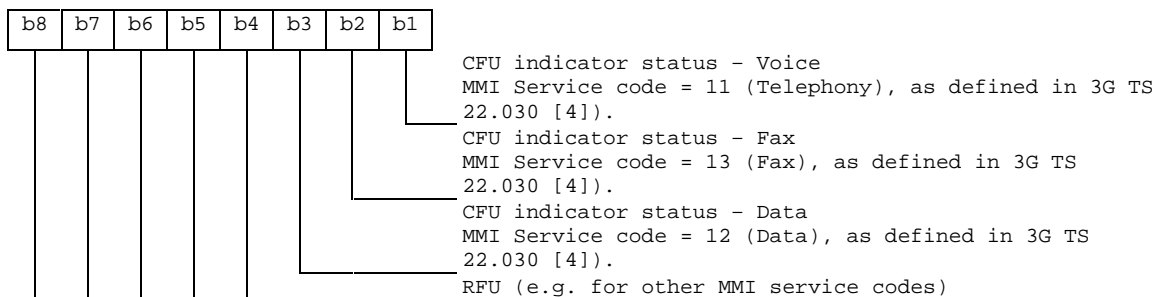 b8 b7 b6 b5 b4 b3 b2 b1
CFU indicator status – Voice
MMI Service code = 11 (Telephony), as defined in 3G TS
22.030 [4]).
CFU indicator status – Fax
MMI Service code = 13 (Fax), as defined in 3G TS
22.030 [4]).
CFU indicator status – Data
MMI Service code = 12 (Data), as defined in 3G TS
22.030 [4]).
RFU (e.g. for other MMI service codes)